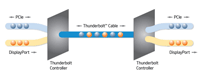 PCIe
Thunderbolt™ Cable
PCIe
DisplayPort
DisplayPort
Thunderbolt
Controller
Thunderbolt
Controller